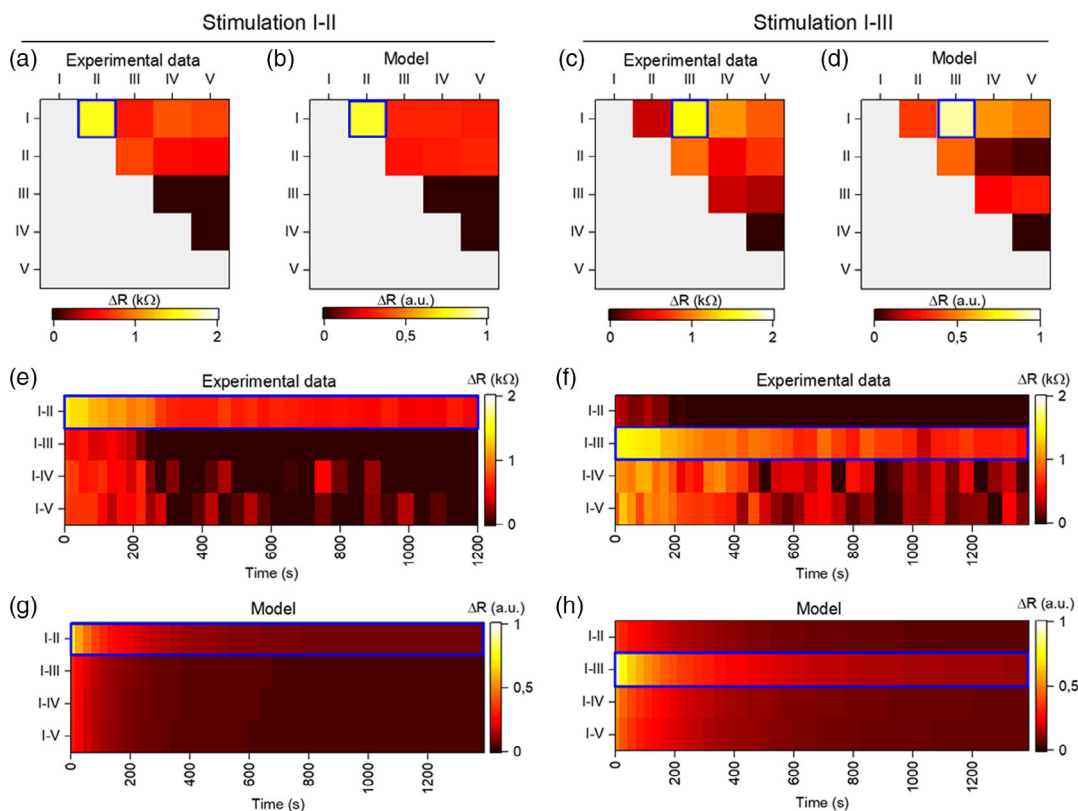 Stimulation I-II
Stimulation I-III
(a)
Experimental data
I II III IV V
I
II
III
IV
V
ΔR (kΩ)
0 1 2
(b)
Model
I II III IV V
I
II
III
IV
V
ΔR (a.u.)
0 0,5 1
(c)
Experimental data
I II III IV V
I
II
III
IV
V
ΔR (kΩ)
0 1 2
(d)
Model
I II III IV V
I
II
III
IV
V
ΔR (a.u.)
0 0,5 1
(e)
Experimental data
ΔR (kΩ)
I-II
I-III
I-IV
I-V
2
1
0
0 200 400 600 800 1000 1200
Time (s)
(f)
Experimental data
ΔR (kΩ)
I-II
I-III
I-IV
I-V
2
1
0
0 200 400 600 800 1000 1200
Time (s)
(g)
Model
ΔR (a.u.)
I-II
I-III
I-IV
I-V
1
0,5
0
0 200 400 600 800 1000 1200
Time (s)
(h)
Model
ΔR (a.u.)
I-II
I-III
I-IV
I-V
1
0,5
0
0 200 400 600 800 1000 1200
Time (s)